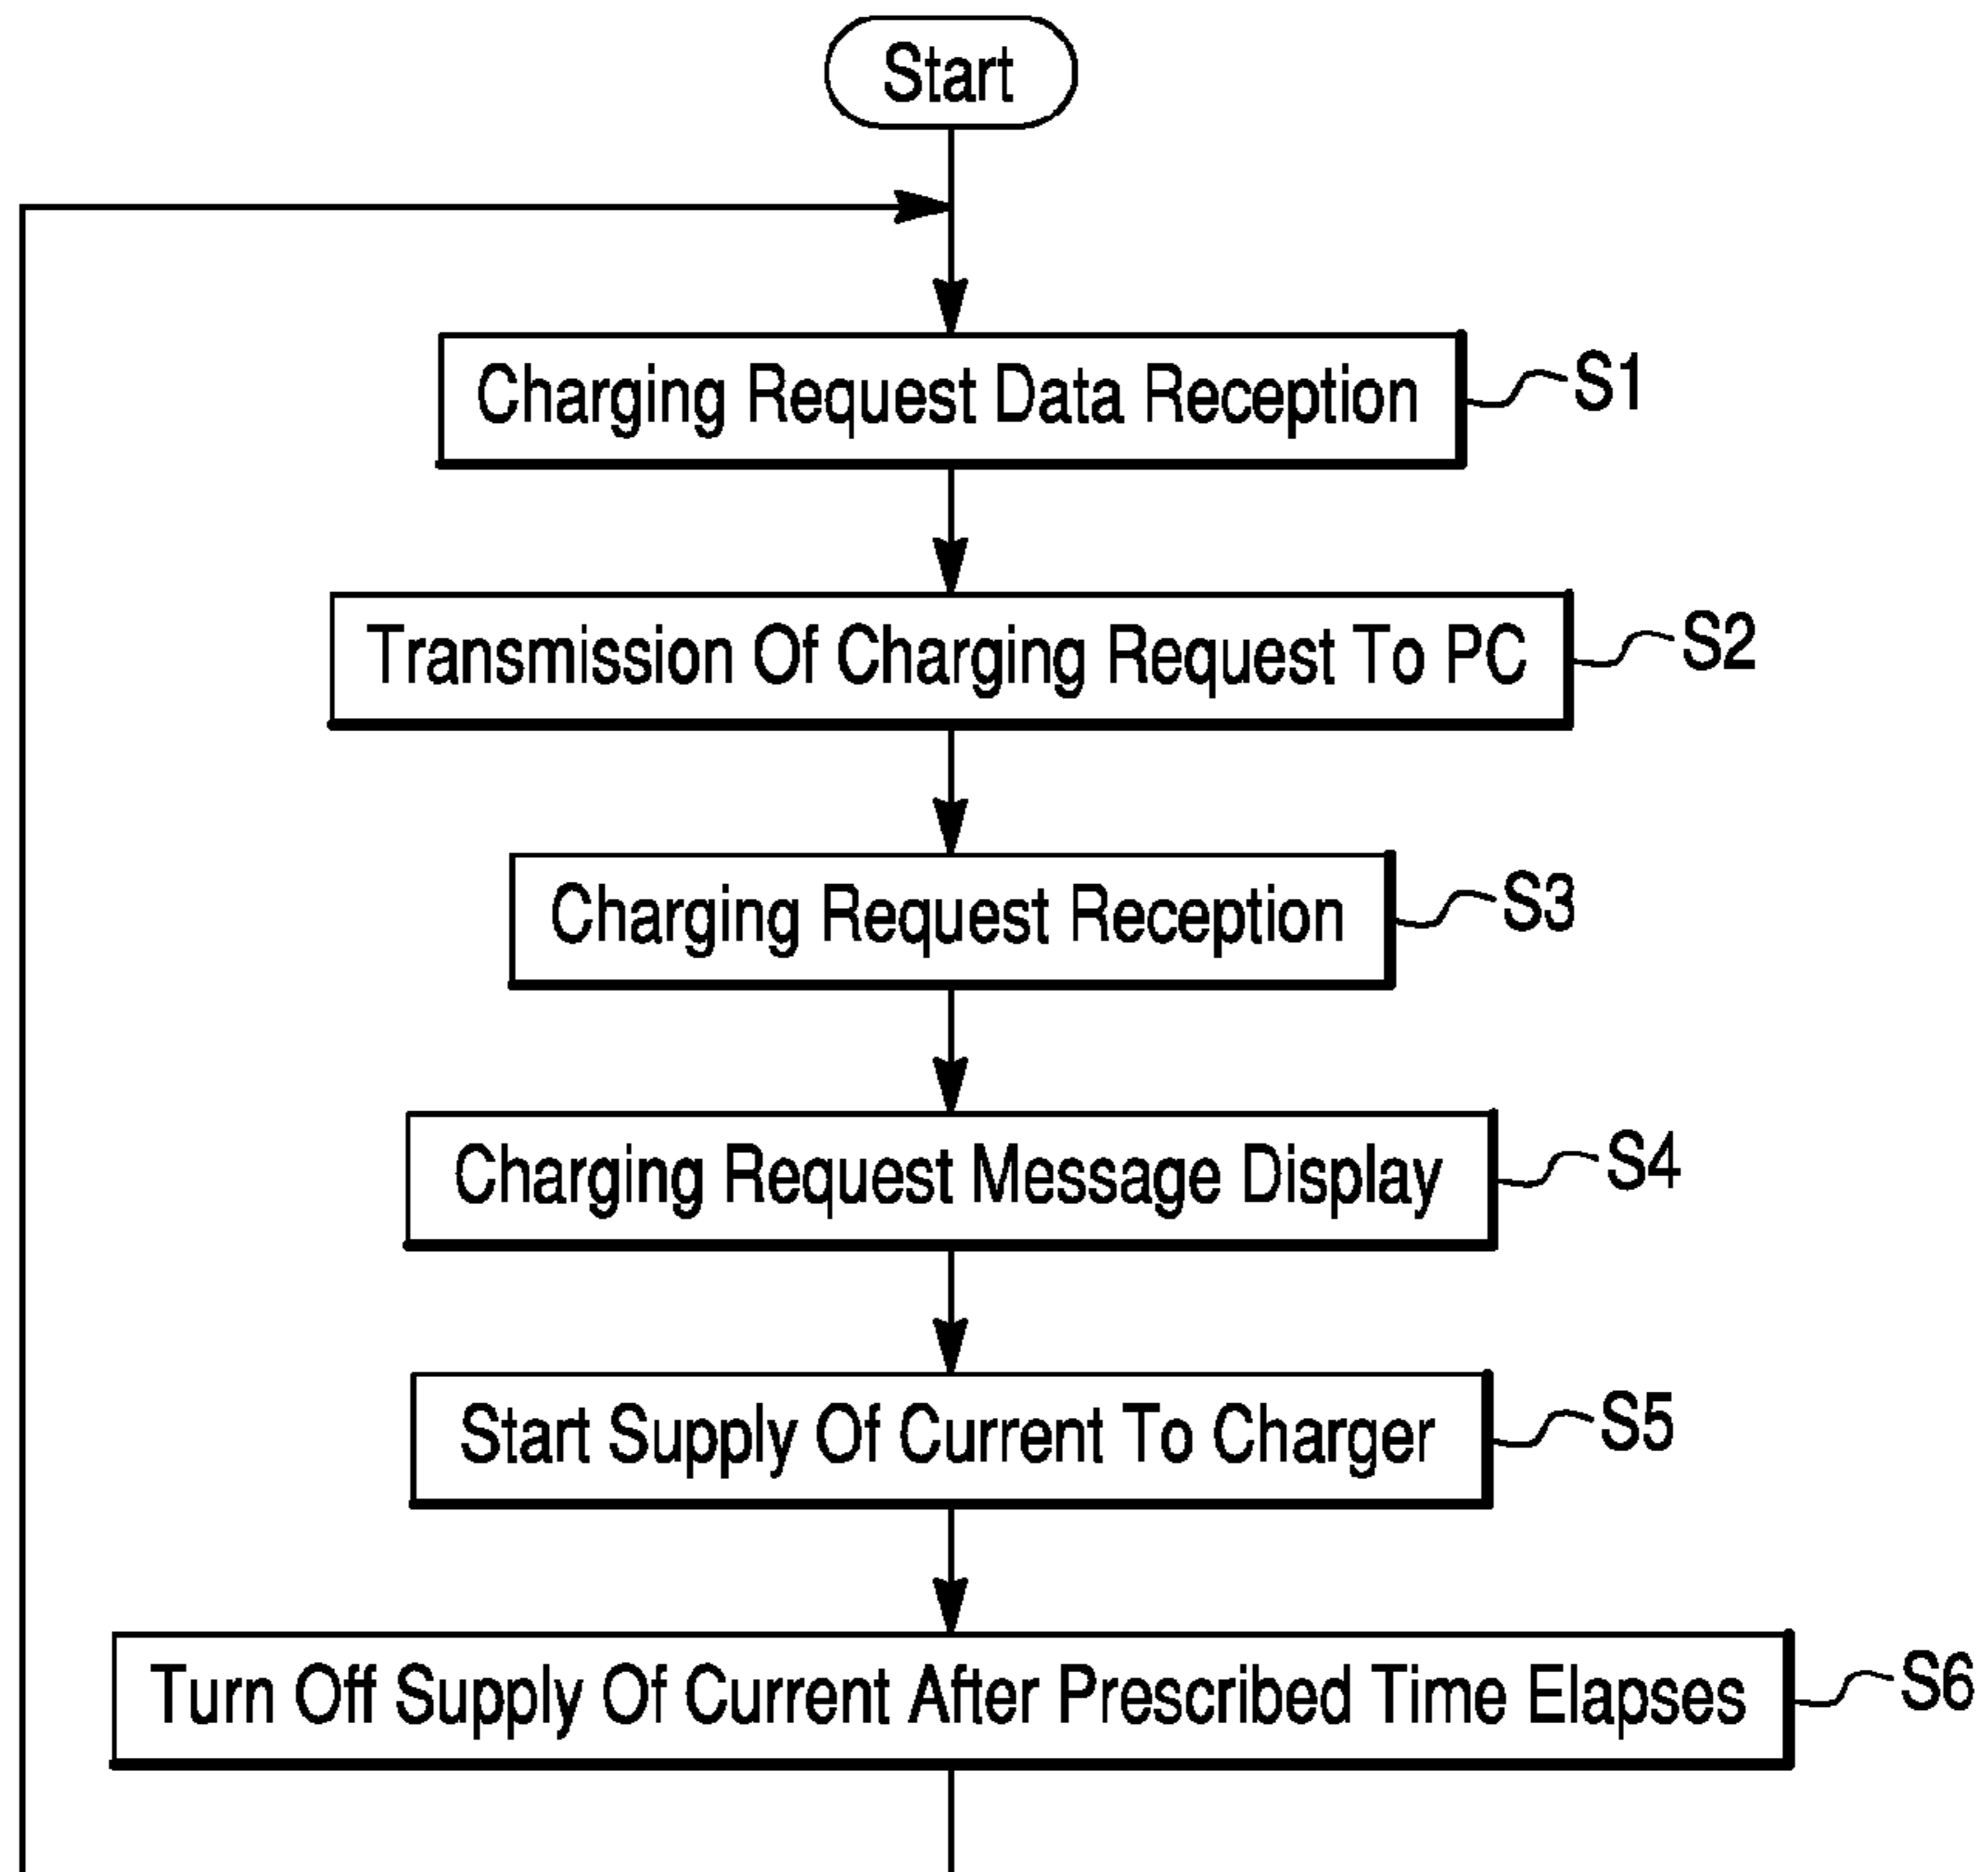 Start
Charging Request Data Reception
S1
Transmission Of Charging Request To PC
S2
Charging Request Reception
S3
Charging Request Message Display
S4
Start Supply Of Current To Charger
S5
Turn Off Supply Of Current After Prescribed Time Elapses
S6